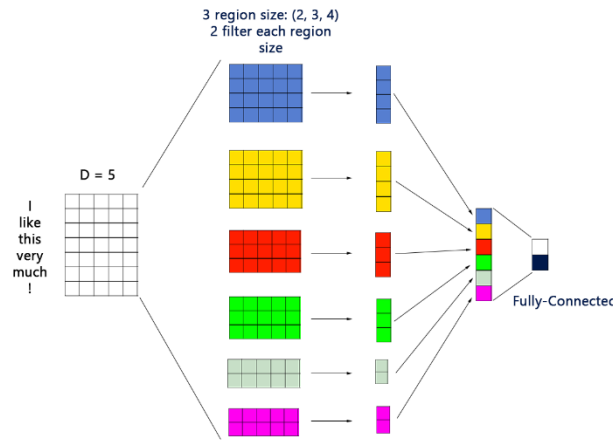 3 region size: (2, 3, 4)
2 filter each region
size
D = 5
I
like
this
very
much
!
Fully-Connected